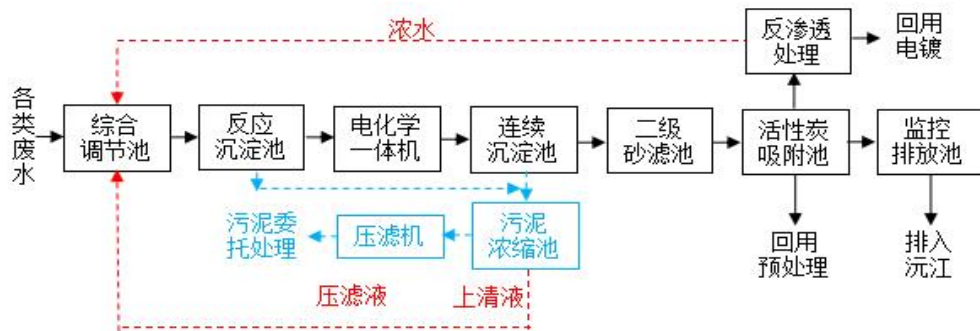 浓水
反渗透
处理
回用
电镀
各
类
废
水
综合
调节池
反应
沉淀池
电化学
一体机
连续
沉淀池
二级
砂滤池
活性炭
吸附池
监控
排放池
污泥委
托处理
压滤机
污泥
浓缩池
回用
预处理
排入
沅江
压滤液
上清液